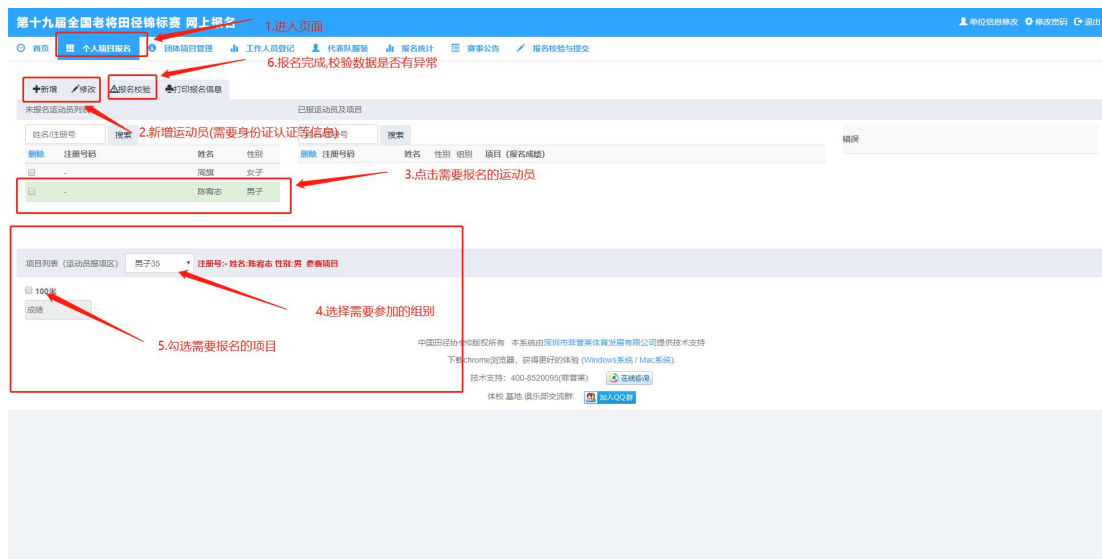 第十九届全国老将田径锦标赛 网上报名
1.进入页面
单位信息修改 修改密码 退出
首页 个人项目报名 团体项目管理 工作人员登记 代表队服装 报名统计 赛事公告 报名校验与提交
6.报名完成,校验数据是否有异常
新增 修改 报名校验 打印报名信息
未报名运动员列表
已报运动员及项目
姓名/注册号 搜索
2.新增运动员(需要身份证认证等信息)
搜索
错误
删除 注册号码 姓名 性别
删除 注册号码 姓名 性别 组别 项目 (报名成绩)
- 周旗 女子
3.点击需要报名的运动员
- 陈宥志 男子
项目列表 (运动员报项区) 男子35 注册号:- 姓名:陈宥志 性别:男 参赛项目
100米
成绩
4.选择需要参加的组别
5.勾选需要报名的项目
中国田径协会©版权所有 本系统由深圳市菲普莱体育发展有限公司提供技术支持
下载chrome浏览器，获得更好的体验 (Windows系统 / Mac系统).
技术支持：400-8520095(菲普莱) 在线咨询
体校.基地.俱乐部交流群: 加入QQ群